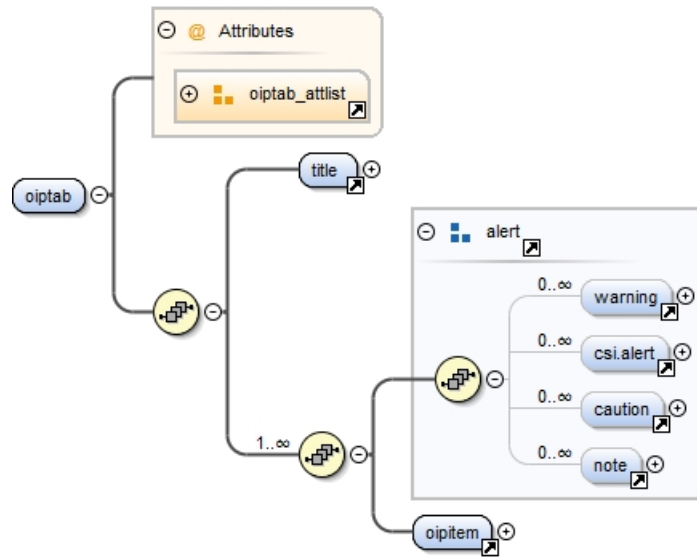 @ Attributes
oiptab_attlist
title
oiptab
alert
0..∞
warning
0..∞
csi.alert
0..∞
caution
1..∞
0..∞
note
oipitem